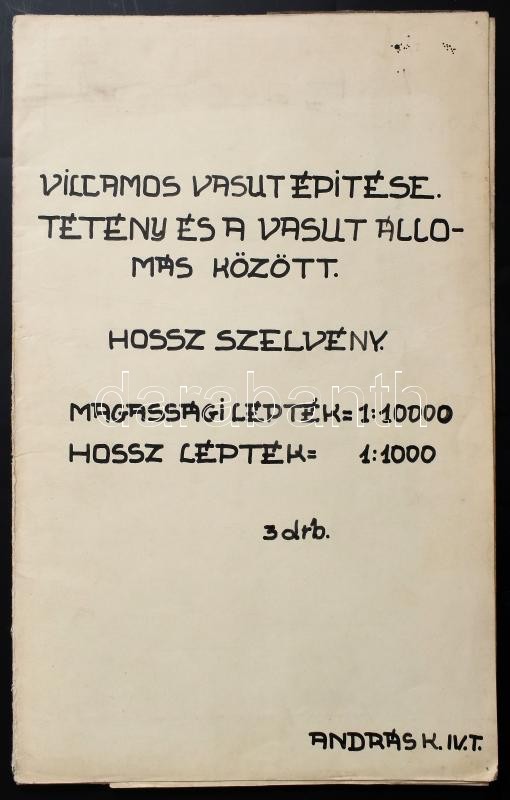 VILLAMOS VASUT ÉPITÉSE.
TÉTÉNY ÉS A VASUT ÁLLO-
MÁS KÖZÖTT.
HOSSZ SZELVÉNY.
darabanth
MAGASSÁGI LÉPTÉK = 1:10000
HOSSZ LÉPTÉK = 1:1000
3 drb.
ANDRÁS K. IV. T.